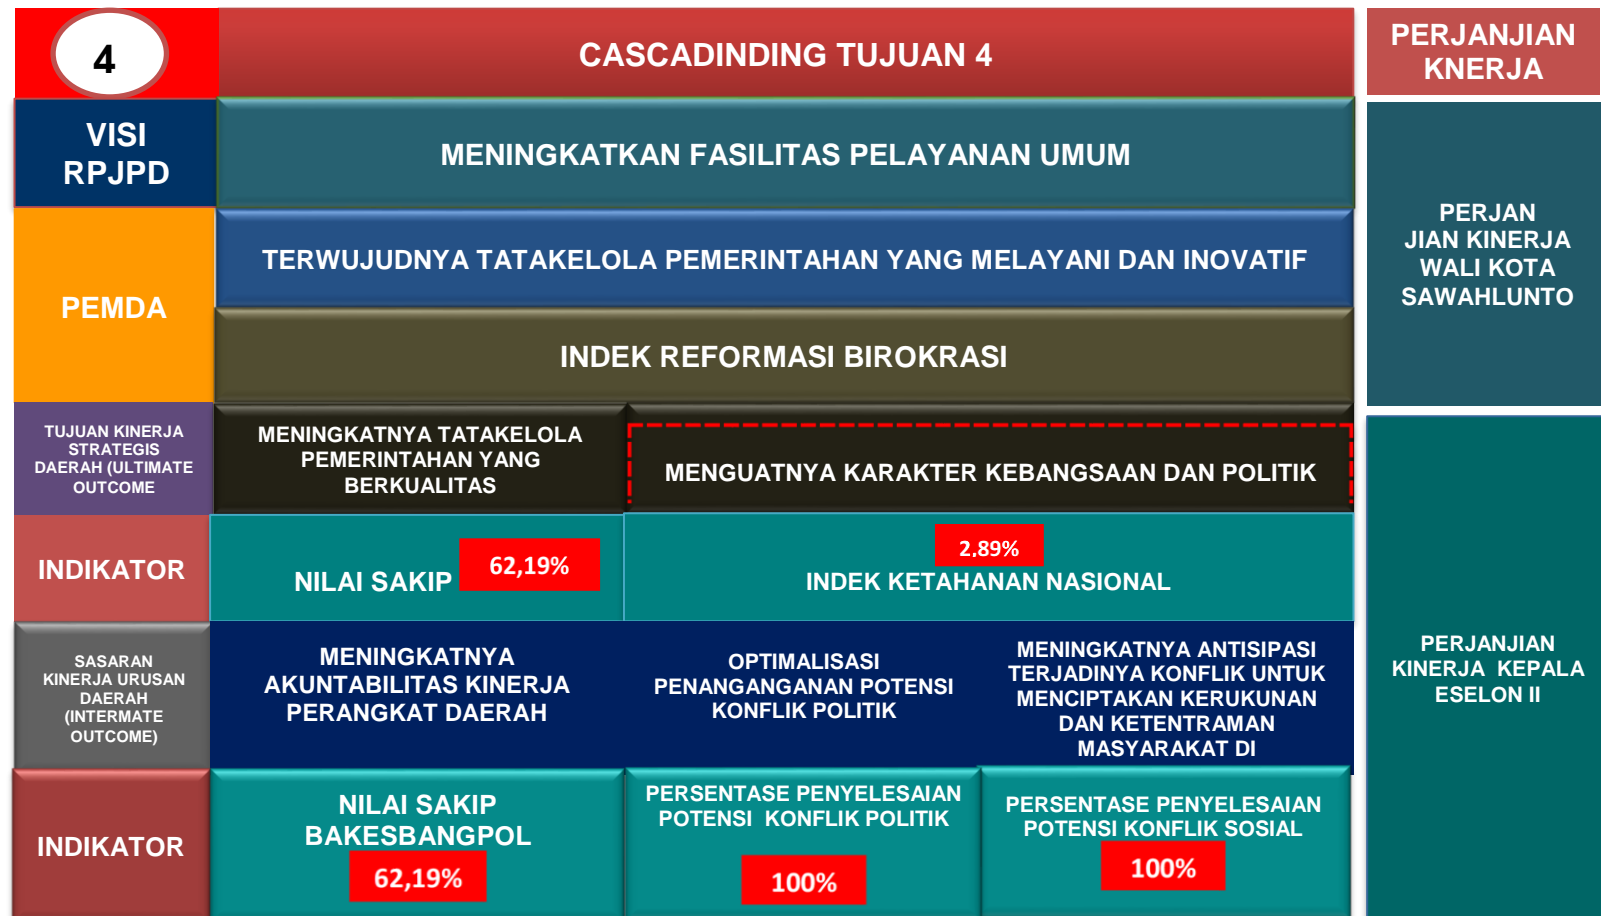 4
CASCADINDING TUJUAN 4
PERJANJIAN
KNERJA
VISI
RPJPD
MENINGKATKAN FASILITAS PELAYANAN UMUM
PERJAN
JIAN KINERJA
WALI KOTA
SAWAHLUNTO
PEMDA
TERWUJUDNYA TATAKELOLA PEMERINTAHAN YANG MELAYANI DAN INOVATIF
INDEK REFORMASI BIROKRASI
TUJUAN KINERJA
STRATEGIS
DAERAH (ULTIMATE
OUTCOME
MENINGKATNYA TATAKELOLA
PEMERINTAHAN YANG
BERKUALITAS
MENGUATNYA KARAKTER KEBANGSAAN DAN POLITIK
INDIKATOR
NILAI SAKIP
62,19%
2,89%
INDEK KETAHANAN NASIONAL
SASARAN
KINERJA URUSAN
DAERAH
(INTERMATE
OUTCOME)
MENINGKATNYA
AKUNTABILITAS KINERJA
PERANGKAT DAERAH
OPTIMALISASI
PENANGANGANAN POTENSI
KONFLIK POLITIK
MENINGKATNYA ANTISIPASI
TERJADINYA KONFLIK UNTUK
MENCIPTAKAN KERUKUNAN
DAN KETENTRAMAN
MASYARAKAT DI
PERJANJIAN
KINERJA KEPALA
ESELON II
INDIKATOR
NILAI SAKIP
BAKESBANGPOL
62,19%
PERSENTASE PENYELESAIAN
POTENSI KONFLIK POLITIK
100%
PERSENTASE PENYELESAIAN
POTENSI KONFLIK SOSIAL
100%